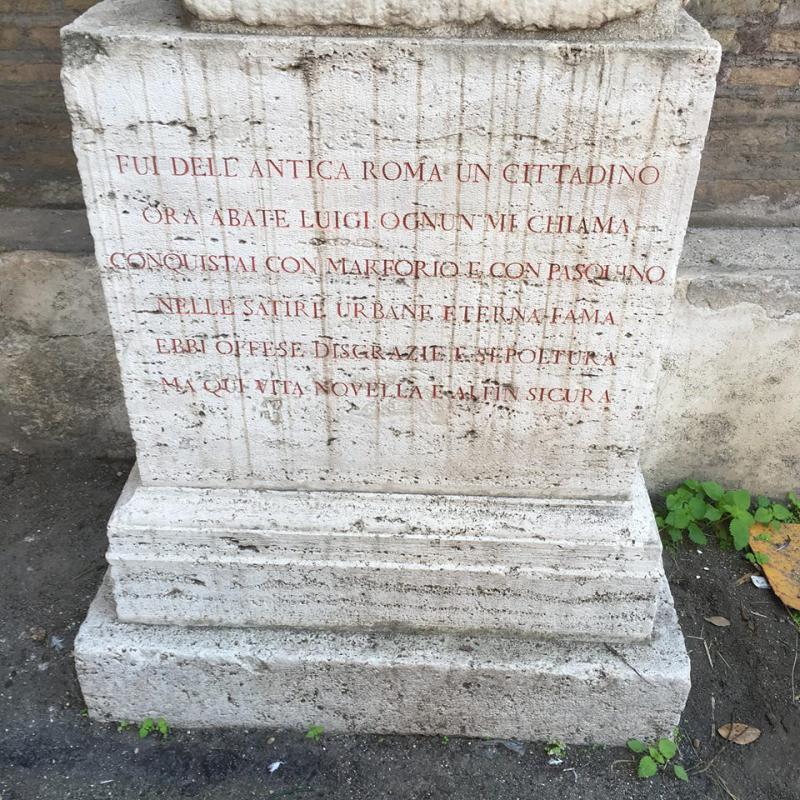 FUI DELL' ANTICA ROMA UN CITTADINO
ORA ABATE LUIGI OGNUN MI CHIAMA
CONQUISTAI CON MARFORIO E CON PASQUINO
NELLE SATIRE URBANE ETERNA FAMA
EBBI OFFESE DISGRAZIE E SEPOLTURA
MA QUI VITA NOVELLA E ALFIN SICURA